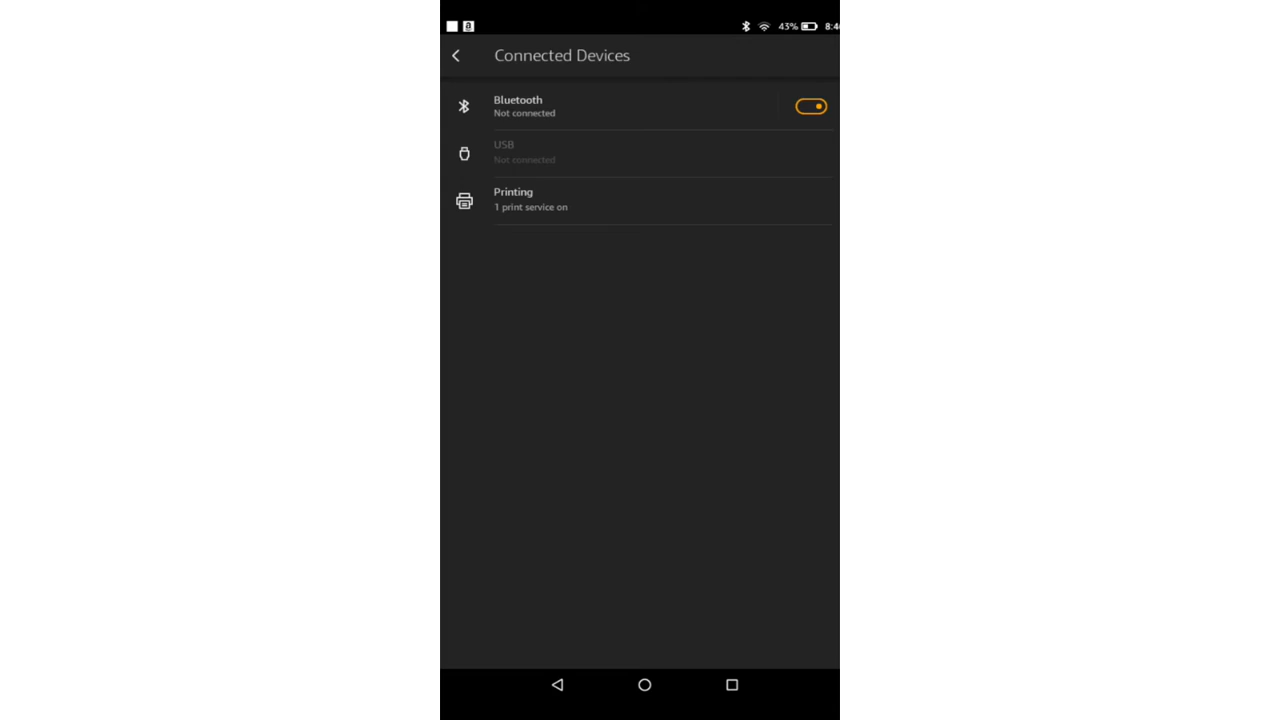 43% 8:4
Connected Devices
Bluetooth
Not connected
USB
Not connected
Printing
1 print service on